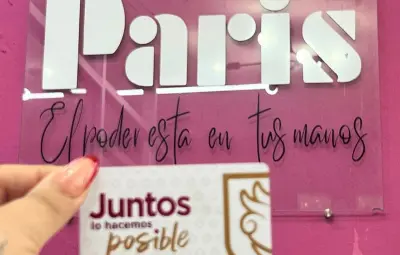 Paris
El poder esta en tus manos
Juntos
lo hacemos
posible